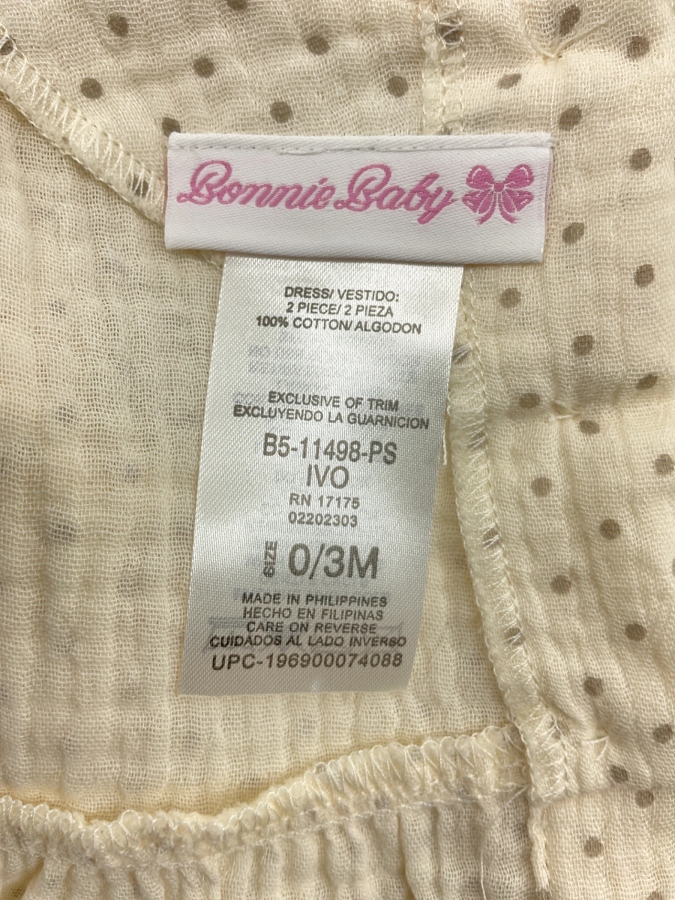 Bonnie Baby
DRESS/ VESTIDO:
2 PIECE/ 2 PIEZA
100% COTTON/ ALGODON
EXCLUSIVE OF TRIM
EXCLUYENDO LA GUARNICION
B5-11498-PS
IVO
RN 17175
02202303
SIZE 0/3M
MADE IN PHILIPPINES
HECHO EN FILIPINAS
CARE ON REVERSE
CUIDADOS AL LADO INVERSO
UPC-196900074088